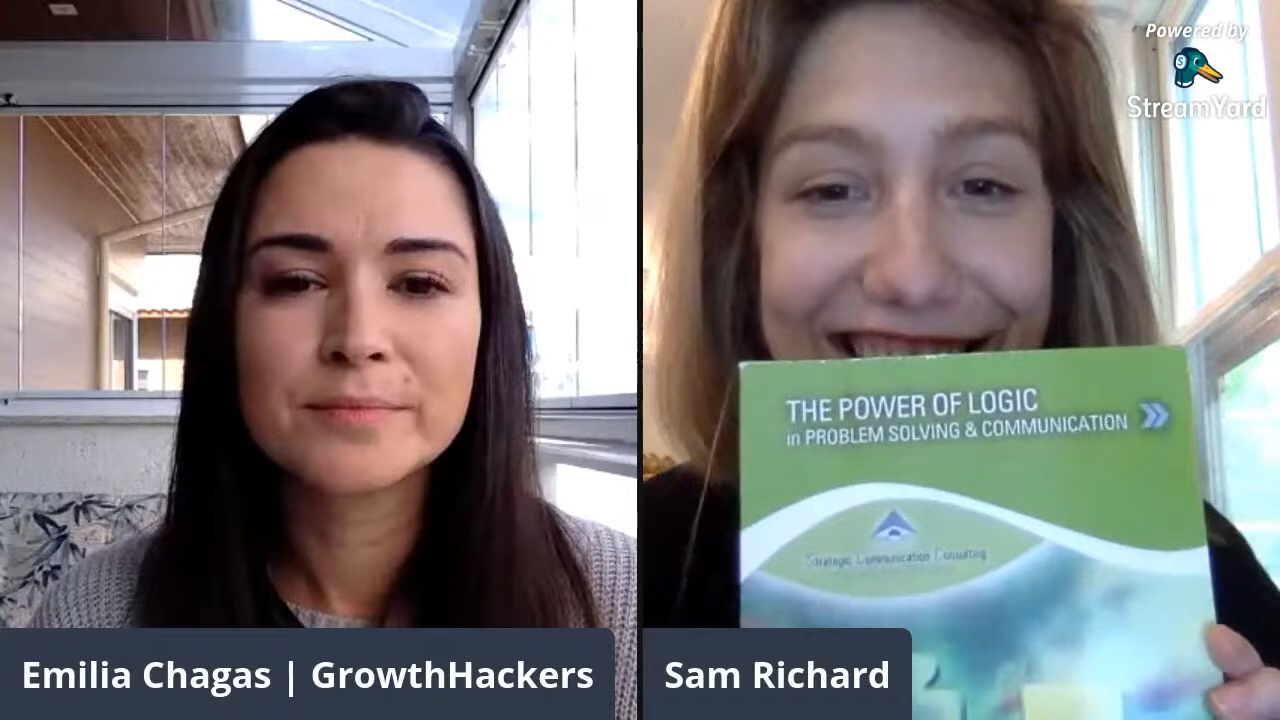 Powered by
StreamYard
THE POWER OF LOGIC
in PROBLEM SOLVING & COMMUNICATION
Strategic Communication Consulting
Emilia Chagas | GrowthHackers
Sam Richard